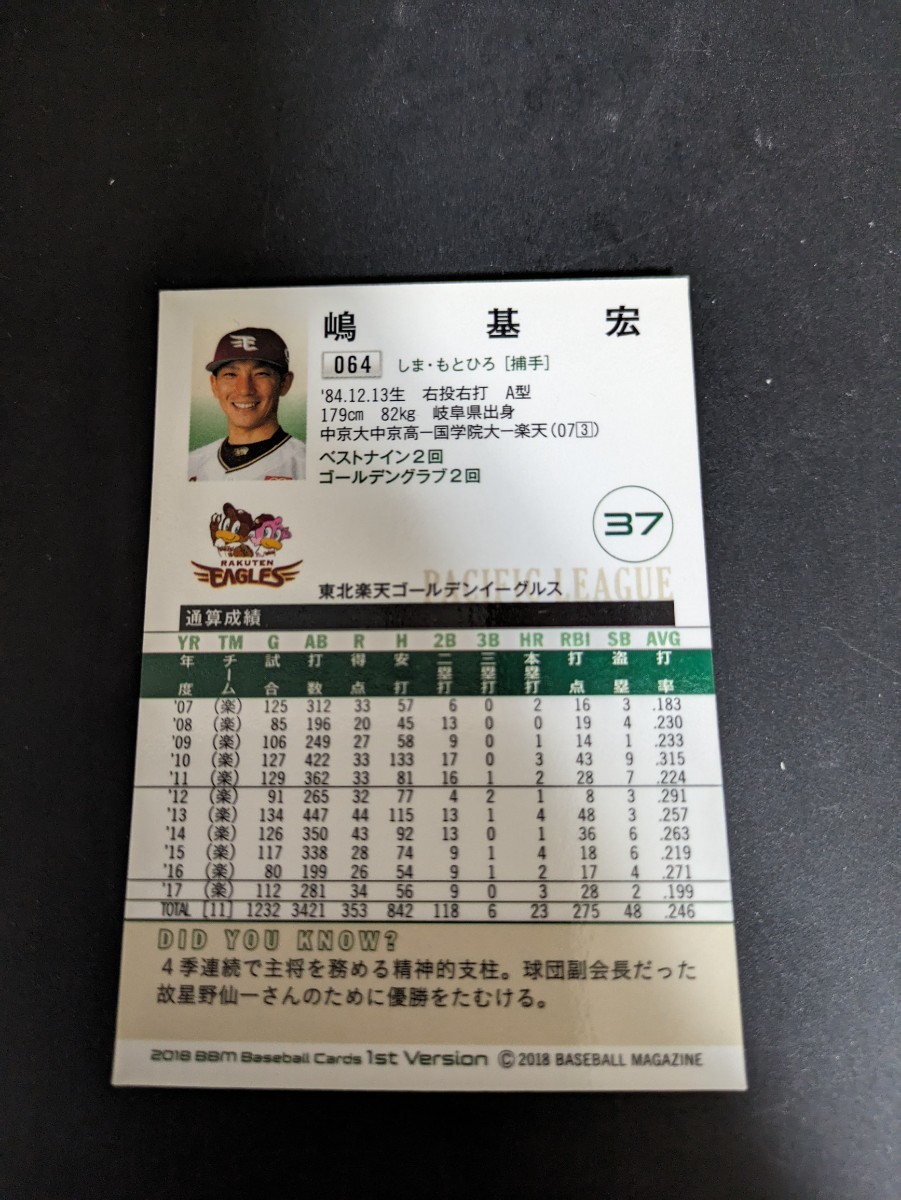 嶋 基 宏
064 しま・もとひろ［捕手］
'84.12.13生 右投右打 A型
179cm 82kg 岐阜県出身
中京大中京高ー国学院大ー楽天（07③）
ベストナイン2回
ゴールデングラブ2回
37
RAKUTEN
EAGLES
PACIFIC LEAGUE
東北楽天ゴールデンイーグルス
通算成績
YR TM G AB R H 2B 3B HR RBI SB AVG
年度 チーム 試合 打数 得点 安打 二塁打 三塁打 本塁打 打点 盗塁 打率
'07 (楽) 125 312 33 57 6 0 2 16 3 .183
'08 (楽) 85 196 20 45 13 0 0 19 4 .230
'09 (楽) 106 249 27 58 9 0 1 14 1 .233
'10 (楽) 127 422 33 133 17 0 3 43 9 .315
'11 (楽) 129 362 33 81 16 1 2 28 7 .224
'12 (楽) 91 265 32 77 4 2 1 8 3 .291
'13 (楽) 134 447 44 115 13 1 4 48 3 .257
'14 (楽) 126 350 43 92 13 0 1 36 6 .263
'15 (楽) 117 338 28 74 9 1 4 18 6 .219
'16 (楽) 80 199 26 54 9 1 2 17 4 .271
'17 (楽) 112 281 34 56 9 0 3 28 2 .199
TOTAL [11] 1232 3421 353 842 118 6 23 275 48 .246
DID YOU KNOW?
4季連続で主将を務める精神的支柱。球団副会長だった
故星野仙一さんのために優勝をたむける。
2018 BBM Baseball Cards 1st Version © 2018 BASEBALL MAGAZINE